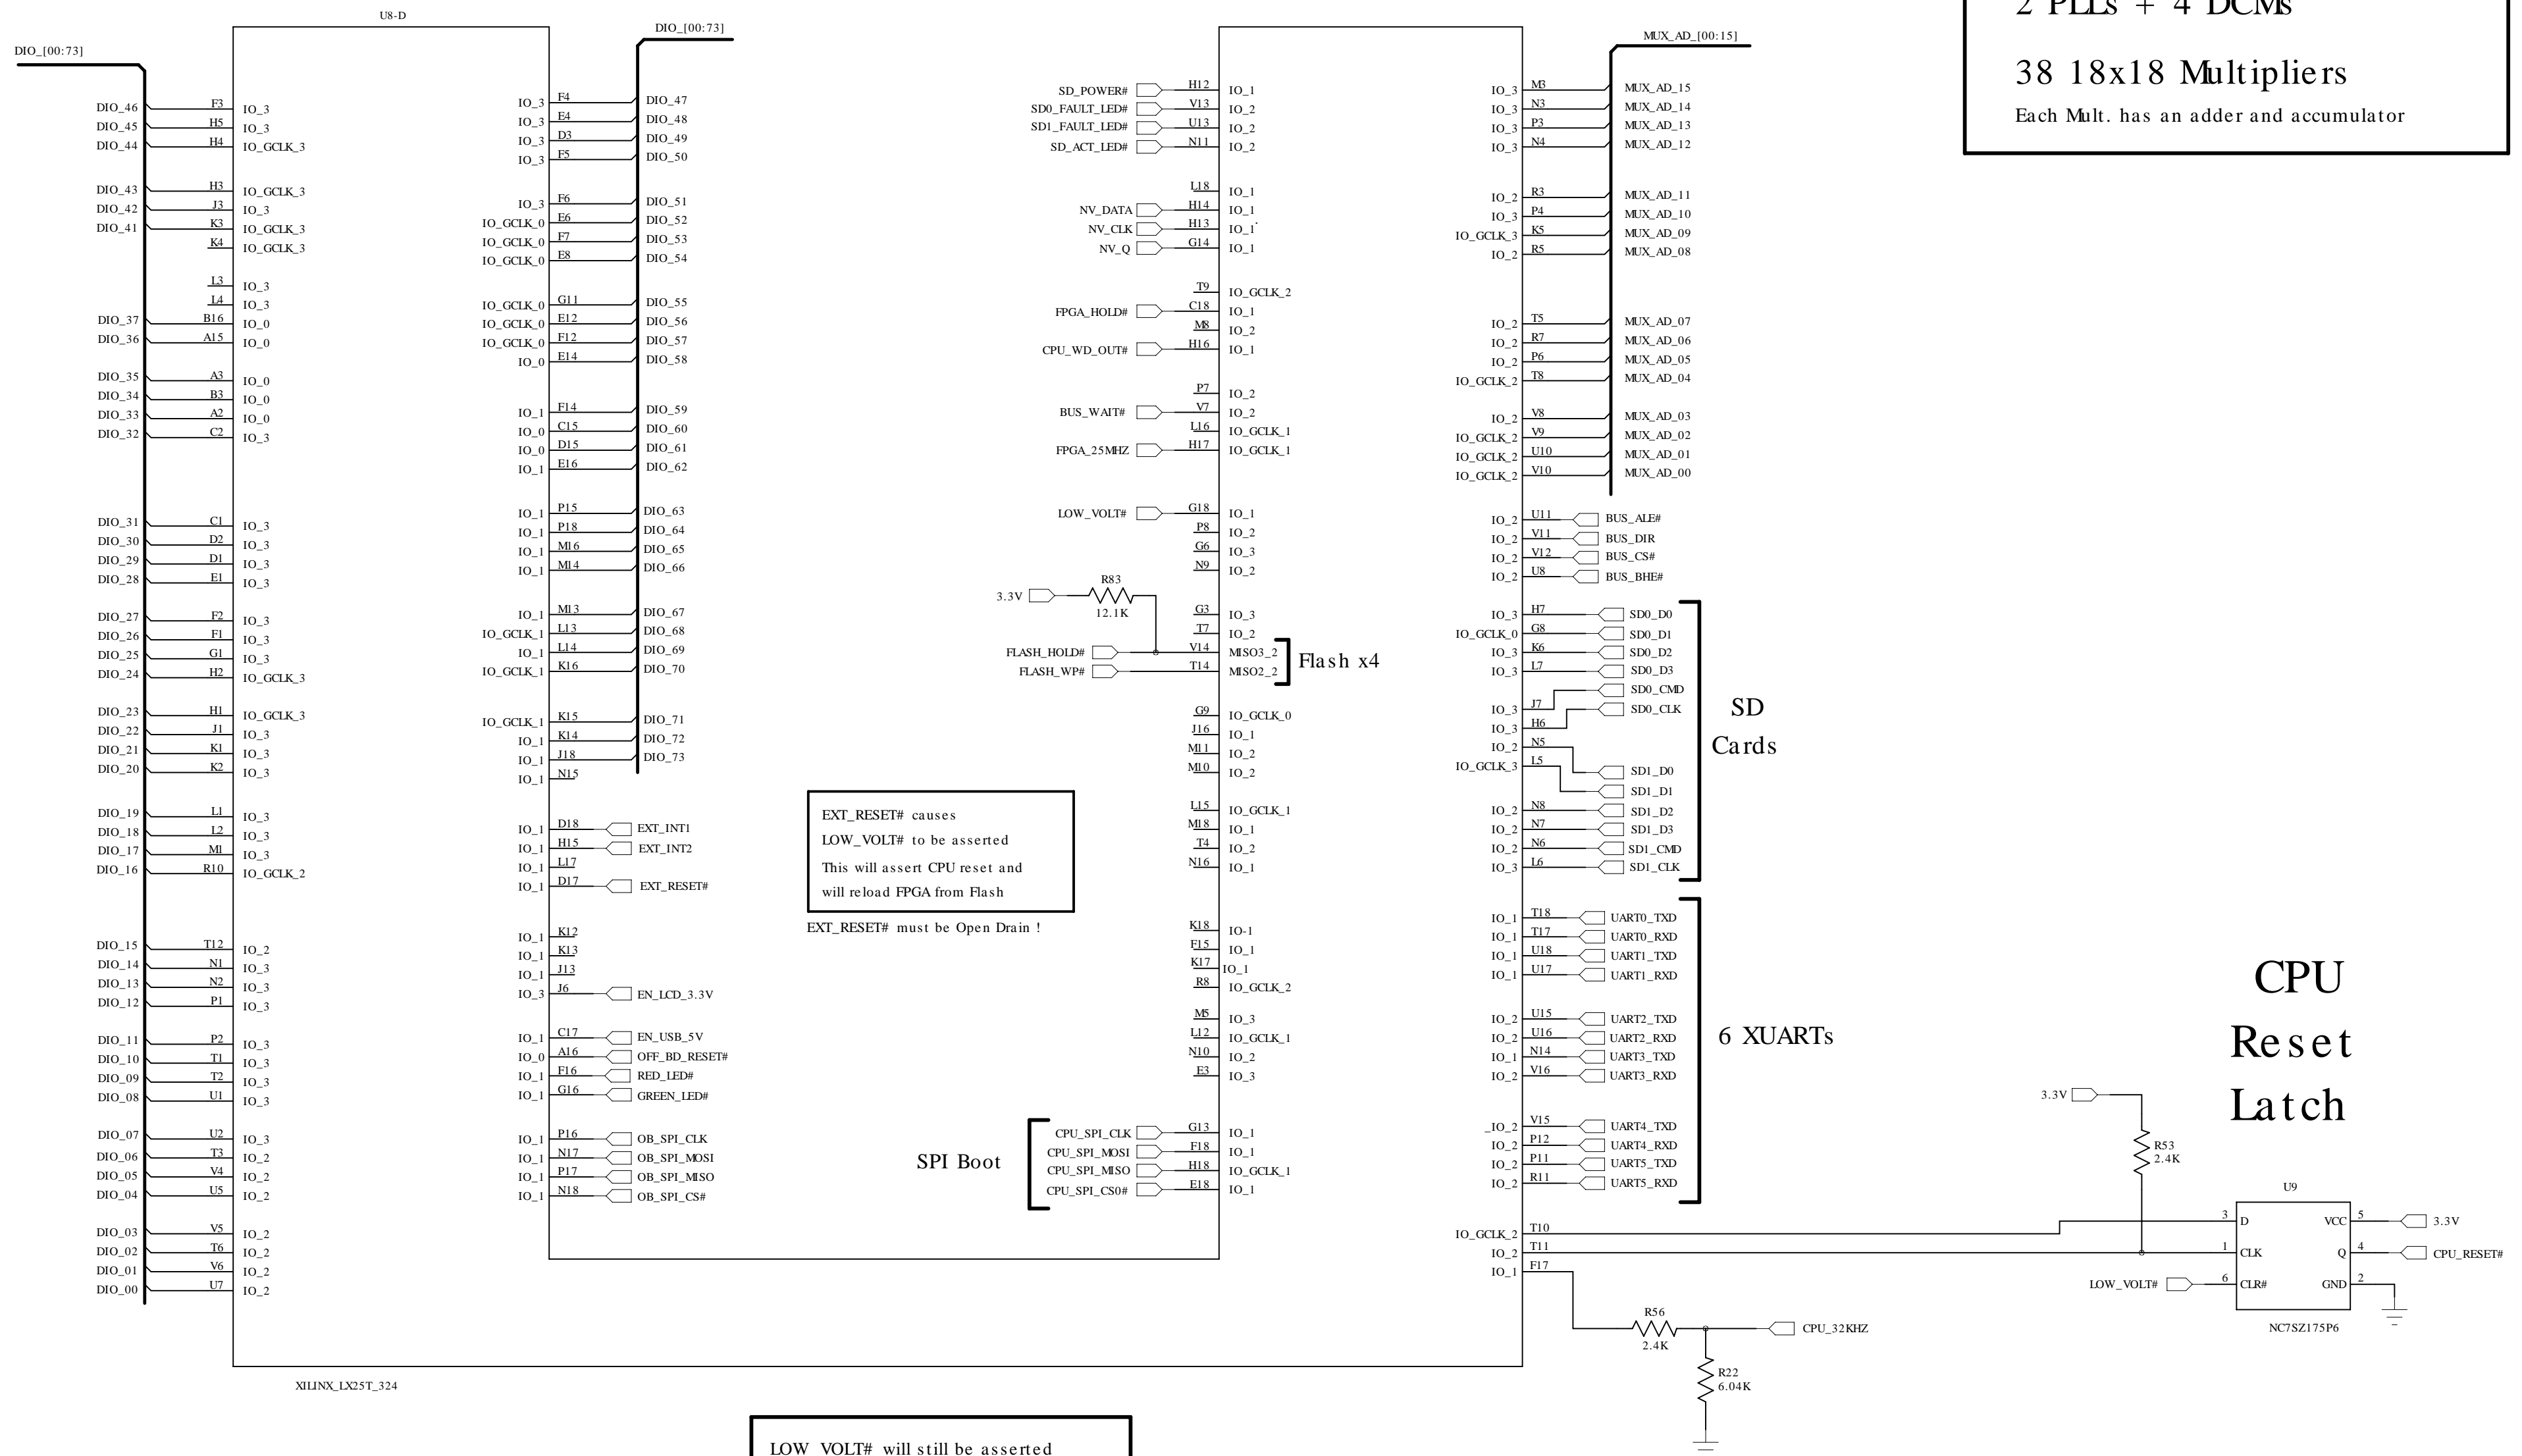 U8-D
DIO_[00:73]
DIO_46 F3 IO_3
DIO_45 H5 IO_3
DIO_44 H4 IO_GCLK_3
DIO_43 H3 IO_GCLK_3
DIO_42 J3 IO_3
DIO_41 K3 IO_GCLK_3
K4 IO_GCLK_3
L3 IO_3
L4 IO_3
DIO_37 B16 IO_0
DIO_36 A15 IO_0
DIO_35 A3 IO_0
DIO_34 B3 IO_0
DIO_33 A2 IO_0
DIO_32 C2 IO_3
DIO_31 C1 IO_3
DIO_30 D2 IO_3
DIO_29 D1 IO_3
DIO_28 E1 IO_3
DIO_27 F2 IO_3
DIO_26 F1 IO_3
DIO_25 G1 IO_3
DIO_24 H2 IO_GCLK_3
DIO_23 H1 IO_GCLK_3
DIO_22 J1 IO_3
DIO_21 K1 IO_3
DIO_20 K2 IO_3
DIO_19 L1 IO_3
DIO_18 L2 IO_3
DIO_17 M1 IO_3
DIO_16 R10 IO_GCLK_2
DIO_15 T12 IO_2
DIO_14 N1 IO_3
DIO_13 N2 IO_3
DIO_12 P1 IO_3
DIO_11 P2 IO_3
DIO_10 T1 IO_3
DIO_09 T2 IO_3
DIO_08 U1 IO_3
DIO_07 U2 IO_3
DIO_06 T3 IO_2
DIO_05 V4 IO_2
DIO_04 U5 IO_2
DIO_03 V5 IO_2
DIO_02 T6 IO_2
DIO_01 V6 IO_2
DIO_00 U7 IO_2
XILINX_LX25T_324
DIO_[00:73]
IO_3 F4 DIO_47
IO_3 E4 DIO_48
IO_3 D3 DIO_49
IO_3 F5 DIO_50
IO_3 F6 DIO_51
IO_GCLK_0 E6 DIO_52
IO_GCLK_0 F7 DIO_53
IO_GCLK_0 E8 DIO_54
IO_GCLK_0 G11 DIO_55
IO_GCLK_0 E12 DIO_56
IO_GCLK_0 F12 DIO_57
IO_0 E14 DIO_58
IO_1 F14 DIO_59
IO_0 C15 DIO_60
IO_0 D15 DIO_61
IO_1 E16 DIO_62
IO_1 P15 DIO_63
IO_1 P18 DIO_64
IO_1 M16 DIO_65
IO_1 M14 DIO_66
IO_1 M13 DIO_67
IO_GCLK_1 L13 DIO_68
IO_1 L14 DIO_69
IO_GCLK_1 K16 DIO_70
IO_GCLK_1 K15 DIO_71
IO_1 K14 DIO_72
IO_1 J18 DIO_73
IO_1 N15
IO_1 D18 EXT_INT1
IO_1 H15 EXT_INT2
IO_1 L17
IO_1 D17 EXT_RESET#
IO_1 K12
IO_1 K13
IO_1 J13
IO_3 J6 EN_LCD_3.3V
IO_1 C17 EN_USB_5V
IO_0 A16 OFF_BD_RESET#
IO_1 F16 RED_LED#
IO_1 G16 GREEN_LED#
IO_1 P16 OB_SPI_CLK
IO_1 N17 OB_SPI_MOSI
IO_1 P17 OB_SPI_MISO
IO_1 N18 OB_SPI_CS#
EXT_RESET# causes
LOW_VOLT# to be asserted
This will assert CPU reset and
will reload FPGA from Flash
EXT_RESET# must be Open Drain !
SD_POWER# H12 IO_1
SD0_FAULT_LED# V13 IO_2
SD1_FAULT_LED# U13 IO_2
SD_ACT_LED# N11 IO_2
L18 IO_1
NV_DATA H14 IO_1
NV_CLK H13 IO_1
NV_Q G14 IO_1
T9 IO_GCLK_2
FPGA_HOLD# C18 IO_1
M8 IO_2
CPU_WD_OUT# H16 IO_1
P7 IO_2
BUS_WAIT# V7 IO_2
L16 IO_GCLK_1
FPGA_25MHZ H17 IO_GCLK_1
LOW_VOLT# G18 IO_1
P8 IO_2
G6 IO_3
N9 IO_2
3.3V R83 12.1K
G3 IO_3
T7 IO_2
FLASH_HOLD# V14 MISO3_2
FLASH_WP# T14 MISO2_2
Flash x4
G9 IO_GCLK_0
J16 IO_1
M11 IO_2
M10 IO_2
L15 IO_GCLK_1
M18 IO_1
T4 IO_2
N16 IO_1
K18 IO-1
F15 IO_1
K17 IO_1
R8 IO_GCLK_2
M5 IO_3
L12 IO_GCLK_1
N10 IO_2
E3 IO_3
SPI Boot
CPU_SPI_CLK G13 IO_1
CPU_SPI_MOSI F18 IO_1
CPU_SPI_MISO H18 IO_GCLK_1
CPU_SPI_CS0# E18 IO_1
MUX_AD_[00:15]
IO_3 M3 MUX_AD_15
IO_3 N3 MUX_AD_14
IO_3 P3 MUX_AD_13
IO_3 N4 MUX_AD_12
IO_2 R3 MUX_AD_11
IO_3 P4 MUX_AD_10
IO_GCLK_3 K5 MUX_AD_09
IO_2 R5 MUX_AD_08
IO_2 T5 MUX_AD_07
IO_2 R7 MUX_AD_06
IO_2 P6 MUX_AD_05
IO_GCLK_2 T8 MUX_AD_04
IO_2 V8 MUX_AD_03
IO_GCLK_2 V9 MUX_AD_02
IO_GCLK_2 U10 MUX_AD_01
IO_GCLK_2 V10 MUX_AD_00
IO_2 U11 BUS_ALE#
IO_2 V11 BUS_DIR
IO_2 V12 BUS_CS#
IO_2 U8 BUS_BHE#
IO_3 H7 SD0_D0
IO_GCLK_0 G8 SD0_D1
IO_3 K6 SD0_D2
IO_3 L7 SD0_D3
SD0_CMD
IO_3 J7 SD0_CLK
IO_3 H6
IO_2 N5
IO_GCLK_3 L5 SD1_D0
SD1_D1
IO_2 N8 SD1_D2
IO_2 N7 SD1_D3
IO_2 N6 SD1_CMD
IO_3 L6 SD1_CLK
SD
Cards
IO_1 T18 UART0_TXD
IO_1 T17 UART0_RXD
IO_1 U18 UART1_TXD
IO_1 U17 UART1_RXD
IO_2 U15 UART2_TXD
IO_2 U16 UART2_RXD
IO_1 N14 UART3_TXD
IO_2 V16 UART3_RXD
_IO_2 V15 UART4_TXD
IO_2 P12 UART4_RXD
IO_2 P11 UART5_TXD
IO_2 R11 UART5_RXD
6 XUARTs
IO_GCLK_2 T10
IO_2 T11
IO_1 F17
R56
2.4K
CPU_32KHZ
R22
6.04K
2 PLLs + 4 DCMs
38 18x18 Multipliers
Each Mult. has an adder and accumulator
CPU
Reset
Latch
3.3V
R53
2.4K
U9
3 D VCC 5 3.3V
1 CLK Q 4 CPU_RESET#
LOW_VOLT# 6 CLR# GND 2
NC7SZ175P6
LOW_VOLT# will still be asserted